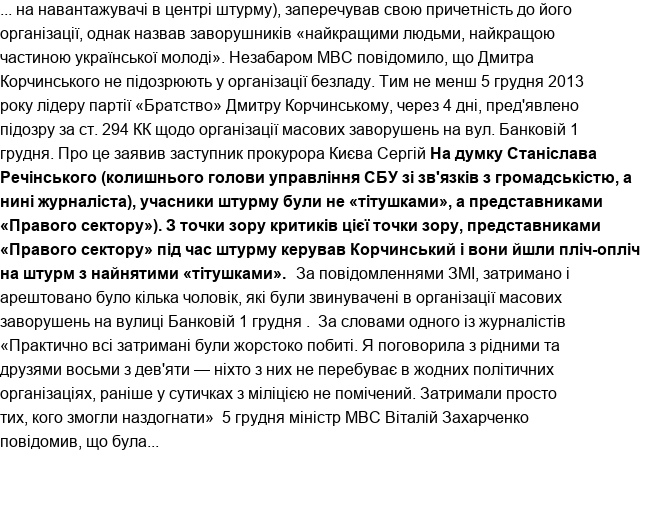 ... на навантажувачі в центрі штурму), заперечував свою причетність до його
організації, однак назвав заворушників «найкращими людьми, найкращою
частиною української молоді». Незабаром МВС повідомило, що Дмитра
Корчинського не підозрюють у організації безладу. Тим не менш 5 грудня 2013
року лідеру партії «Братство» Дмитру Корчинському, через 4 дні, пред'явлено
підозру за ст. 294 КК щодо організації масових заворушень на вул. Банковій 1
грудня. Про це заявив заступник прокурора Києва Сергій На думку Станіслава
Речінського (колишнього голови управління СБУ зі зв'язків з громадськістю, а
нині журналіста), учасники штурму були не «тітушками», а представниками
«Правого сектору»). З точки зору критиків цієї точки зору, представниками
«Правого сектору» під час штурму керував Корчинський і вони йшли пліч-опліч
на штурм з найнятими «тітушками».  За повідомленнями ЗМІ, затримано і
арештовано було кілька чоловік, які були звинувачені в організації масових
заворушень на вулиці Банковій 1 грудня .  За словами одного із журналістів
«Практично всі затримані були жорстоко побиті. Я поговорила з рідними та
друзями восьми з дев'яти — ніхто з них не перебуває в жодних політичних
організаціях, раніше у сутичках з міліцією не помічений. Затримали просто
тих, кого змогли наздогнати»  5 грудня міністр МВС Віталій Захарченко
повідомив, що була...